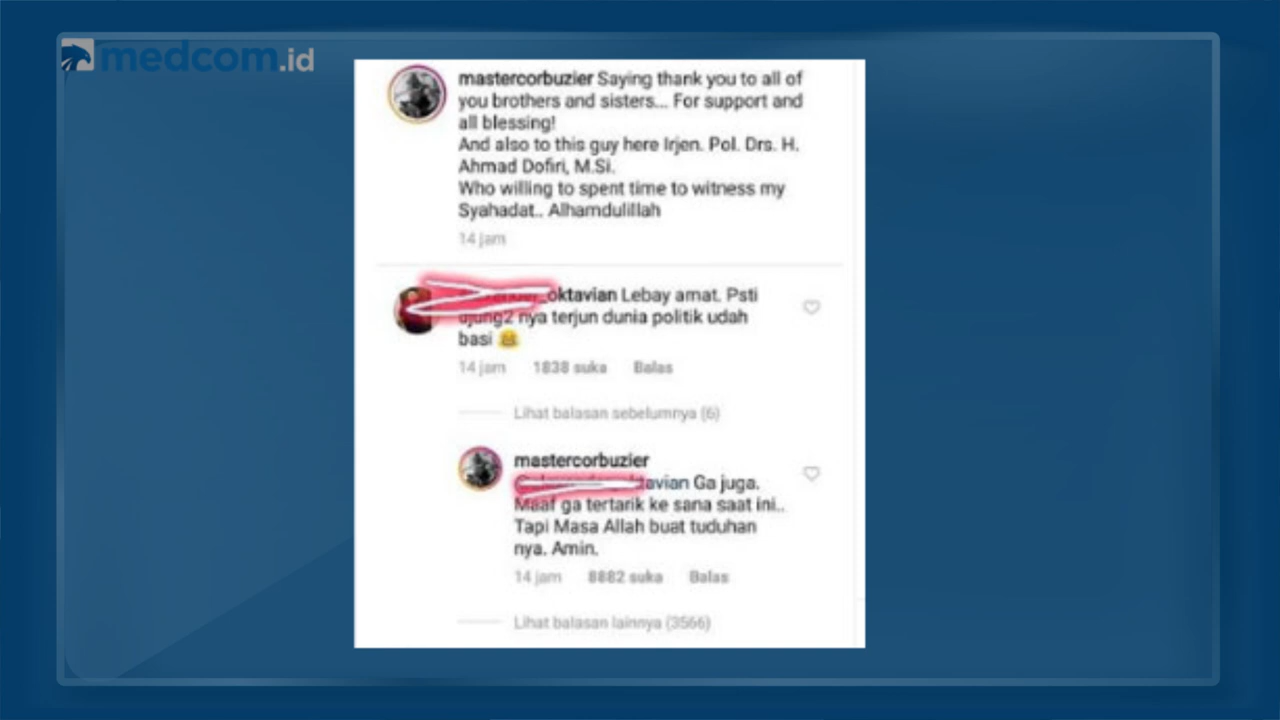 medcom.id
mastercorbuzier Saying thank you to all of
you brothers and sisters... For support and
all blessing!
And also to this guy here Irjen. Pol. Drs. H.
Ahmad Dofiri, M.Si.
Who willing to spent time to witness my
Syahadat.. Alhamdulillah
14 jam
_oktavian Lebay amat. Psti
ujung2 nya terjun dunia politik udah
basi
14 jam 1838 suka Balas
Lihat balasan sebelumnya (6)
mastercorbuzier
tavian Ga juga.
Maaf ga tertarik ke sana saat ini..
Tapi Masa Allah buat tuduhan
nya. Amin.
14 jam 8882 suka Balas
Lihat balasan lainnya (3566)